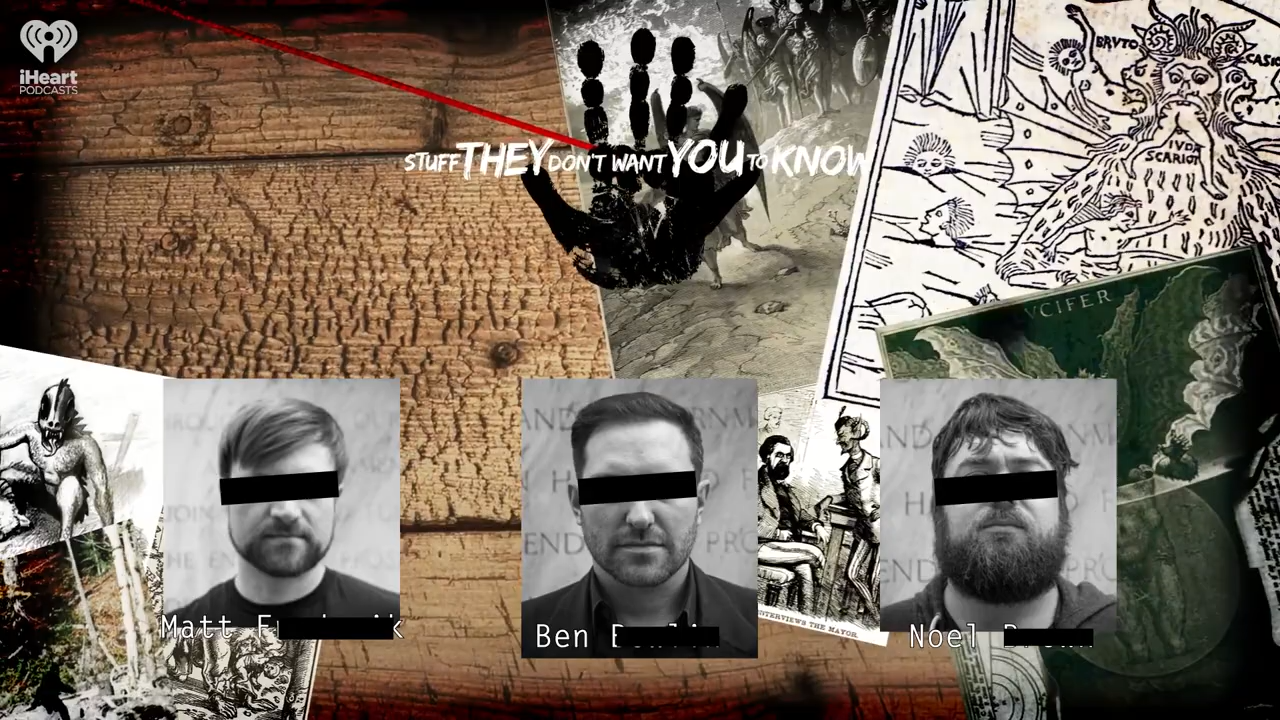 iHeart
PODCASTS
STUFF THEY DON'T WANT YOU TO KNOW
BRVTO
IVDA
SCARIOT
VCIFER
INTERVIEWS THE MAYOR.
Matt
Ben
Noel